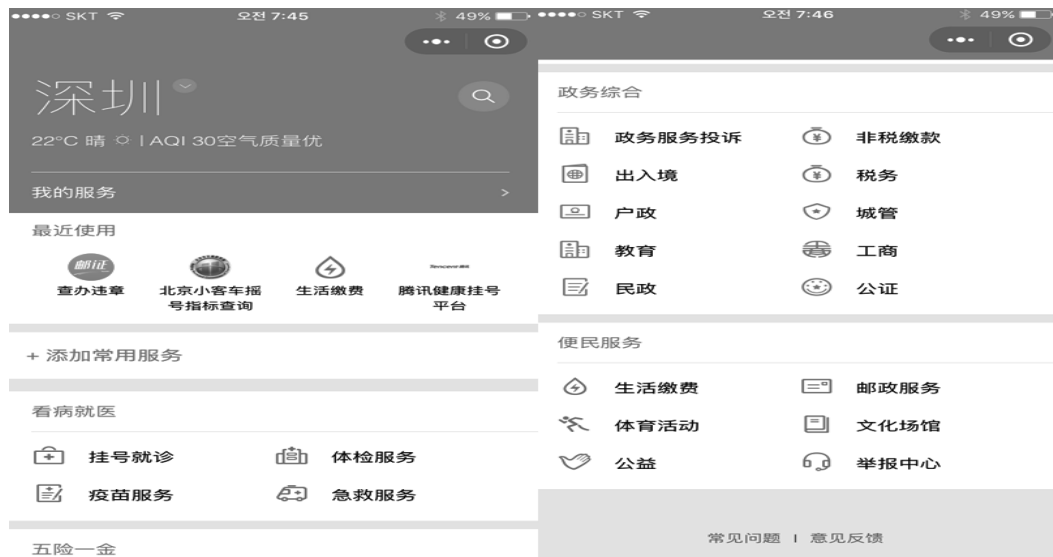 SKT 오전 7:45 49%
深圳
22°C 晴 | AQI 30空气质量优
我的服务 >
最近使用
邮证
查办违章
北京小客车摇
号指标查询
生活缴费
腾讯健康挂号
平台
+ 添加常用服务
看病就医
挂号就诊 体检服务
疫苗服务 急救服务
五险一金
SKT 오전 7:46 49%
政务综合
政务服务投诉 非税缴款
出入境 税务
户政 城管
教育 工商
民政 公证
便民服务
生活缴费 邮政服务
体育活动 文化场馆
公益 举报中心
常见问题 | 意见反馈